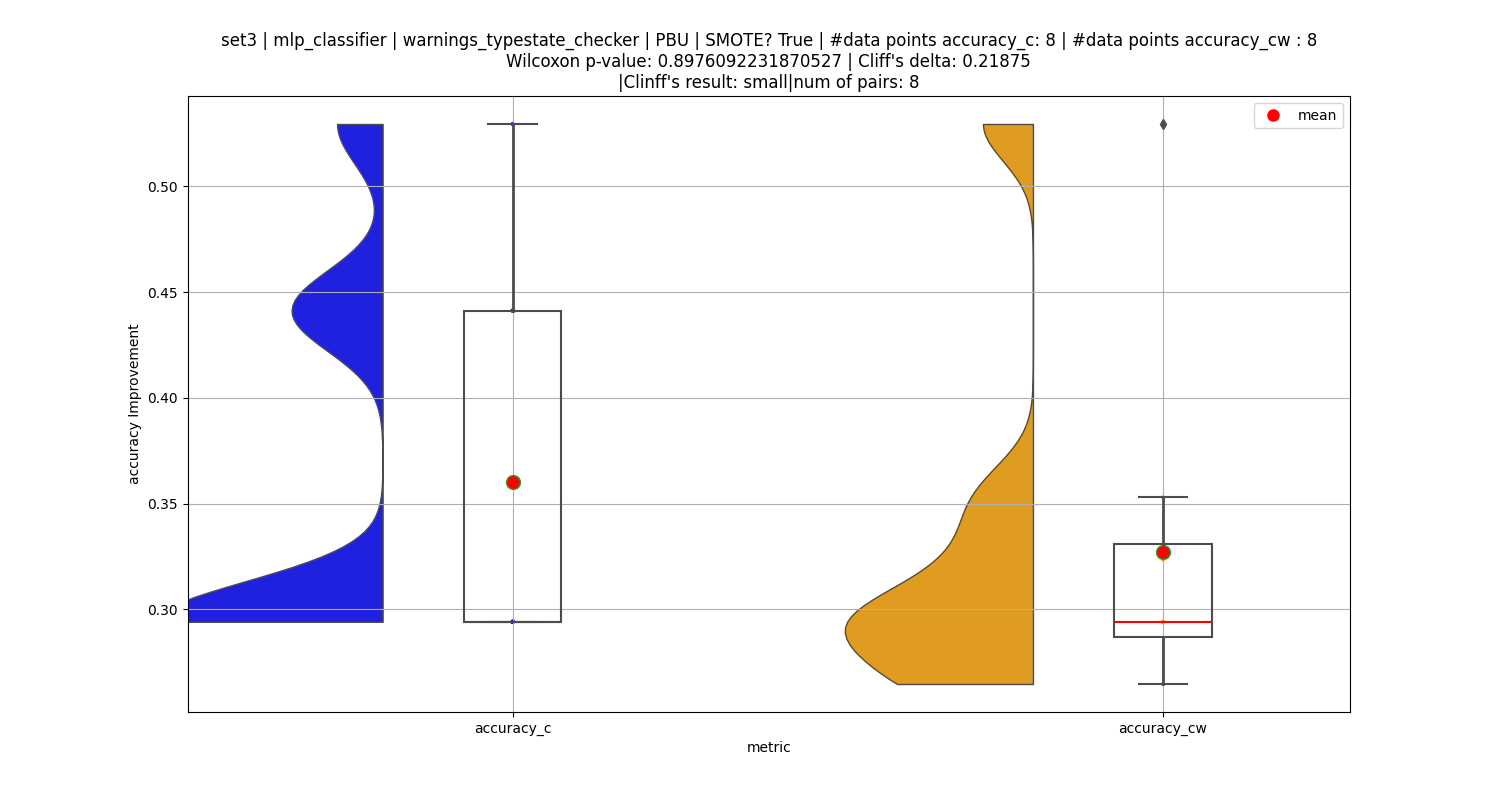 set3 | mlp_classifier | warnings_typestate_checker | PBU | SMOTE? True | #data points accuracy_c: 8 | #data points accuracy_cw : 8
Wilcoxon p-value: 0.8976092231870527 | Cliff's delta: 0.21875
|Clinff's result: small|num of pairs: 8
mean
0.50
0.45
0.40
0.35
0.30
accuracy Improvement
accuracy_c
accuracy_cw
metric